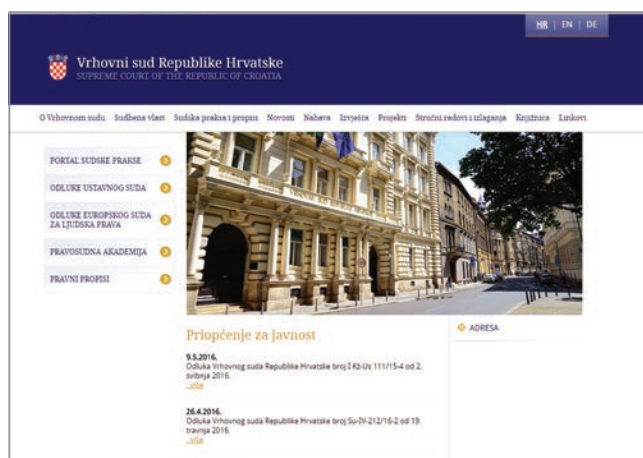 HR | EN | DE
Vrhovni sud Republike Hrvatske
SUPREME COURT OF THE REPUBLIC OF CROATIA
O Vrhovnom sudu Sudbena vlast Sudska praksa i propisi Novosti Nabava Izvješća Projekti Stručni radovi i izlaganja Knjižnica Linkovi
PORTAL SUDSKE PRAKSE
ODLUKE USTAVNOG SUDA
ODLUKE EUROPSKOG SUDA
ZA LJUDSKA PRAVA
PRAVOSUDNA AKADEMIJA
PRAVNI PROPISI
Priopćenje za javnost
9.5.2016.
Odluka Vrhovnog suda Republike Hrvatske broj I Kž-Us 111/15-4 od 2.
svibnja 2016.
...više
26.4.2016.
Odluka Vrhovnog suda Republike Hrvatske broj Su-IV-212/16-2 od 19.
travnja 2016.
...više
ADRESA